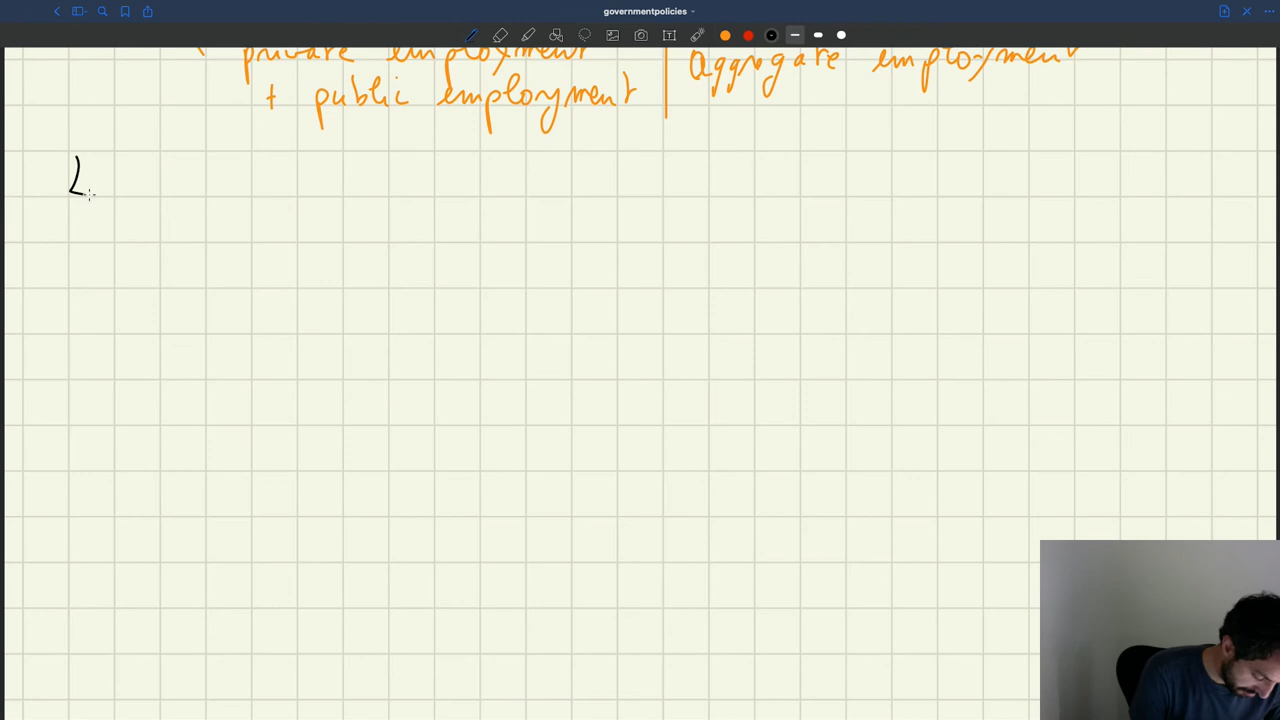 governmentpolicies
private employment
aggregate employment
+ public employment
L